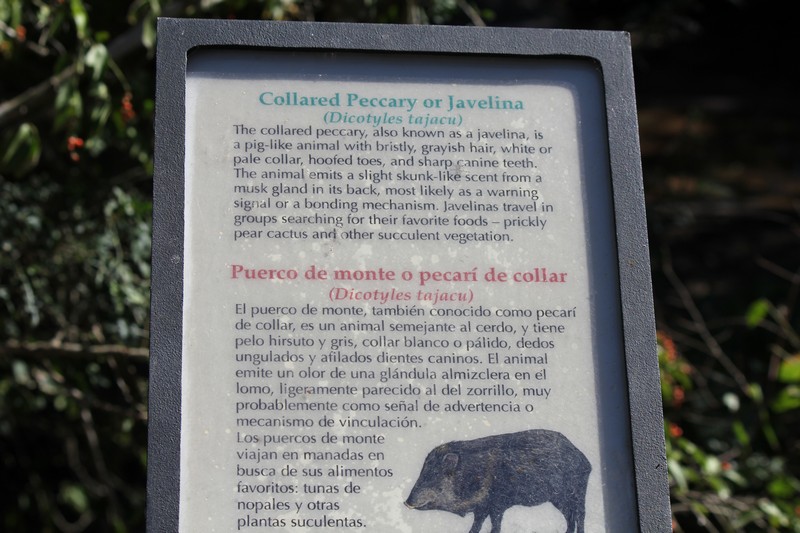 Collared Peccary or Javelina
(Dicotyles tajacu)
The collared peccary, also known as a javelina, is
a pig-like animal with bristly, grayish hair, white or
pale collar, hoofed toes, and sharp canine teeth.
The animal emits a slight skunk-like scent from a
musk gland in its back, most likely as a warning
signal or a bonding mechanism. Javelinas travel in
groups searching for their favorite foods – prickly
pear cactus and other succulent vegetation.
Puerco de monte o pecarí de collar
(Dicotyles tajacu)
El puerco de monte, también conocido como pecarí
de collar, es un animal semejante al cerdo, y tiene
pelo hirsuto y gris, collar blanco o pálido, dedos
ungulados y afilados dientes caninos. El animal
emite un olor de una glándula almizclera en el
lomo, ligeramente parecido al del zorrillo, muy
probablemente como señal de advertencia o
mecanismo de vinculación.
Los puercos de monte
viajan en manadas en
busca de sus alimentos
favoritos: tunas de
nopales y otras
plantas suculentas.